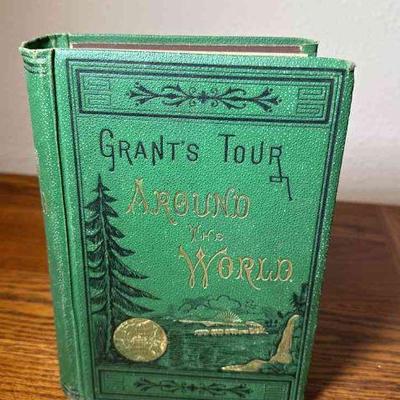 GRANT'S TOUR
AROUND
THE
WORLD.